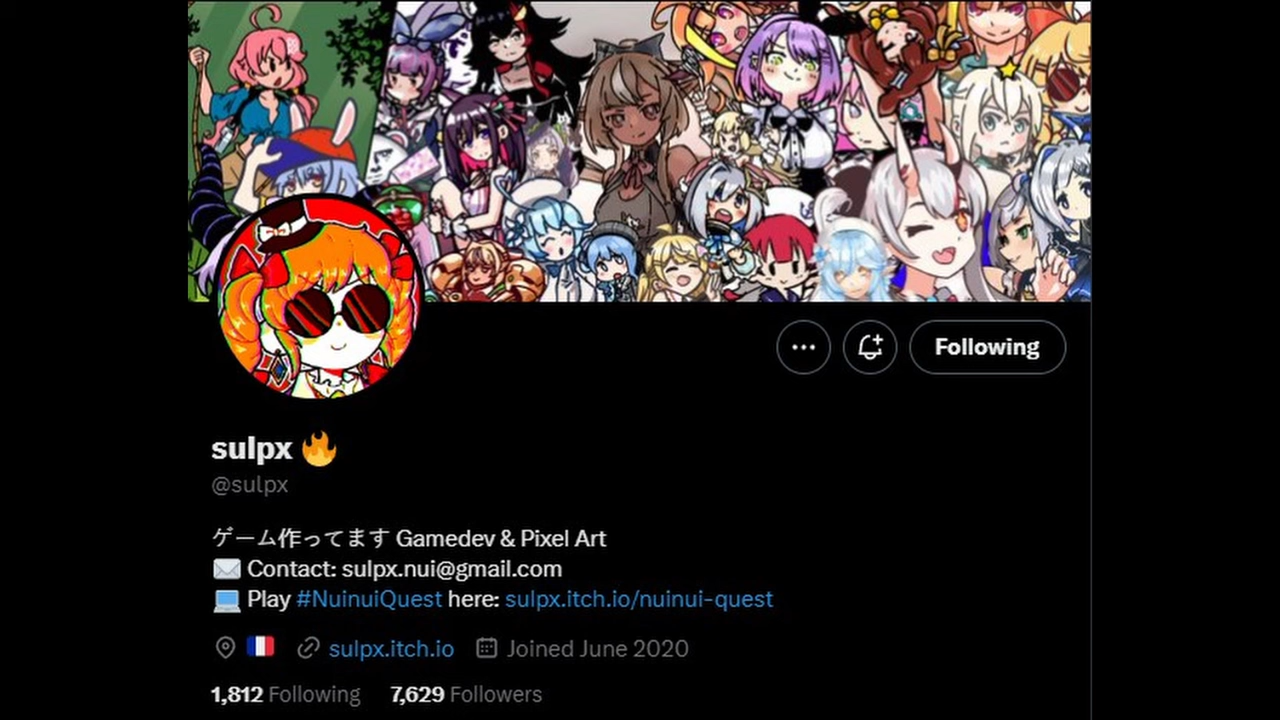 Following
sulpx 🔥
@sulpx
ゲーム作ってます Gamedev & Pixel Art
✉️ Contact: sulpx.nui@gmail.com
💻 Play #NuinuiQuest here: sulpx.itch.io/nuinui-quest
🇫🇷 sulpx.itch.io Joined June 2020
1,812 Following 7,629 Followers